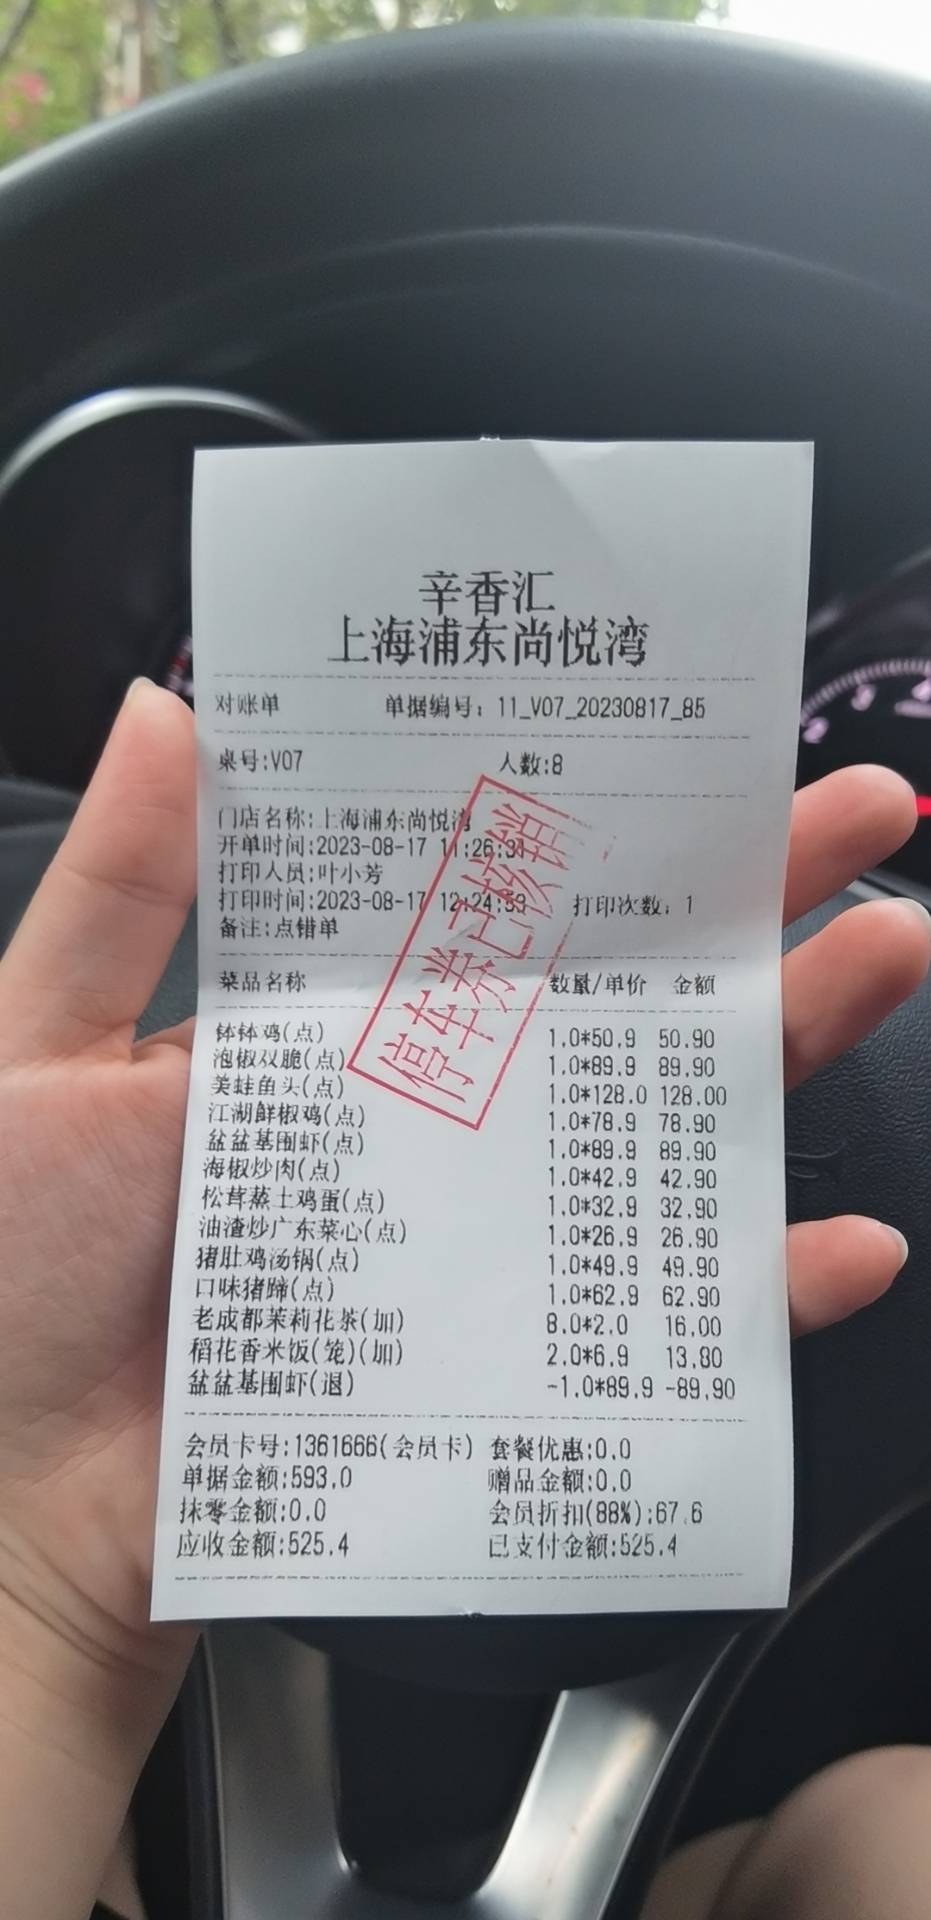 辛香汇
上海浦东尚悦湾
对账单 单据编号：11_V07_20230817_85
桌号:V07 人数:8
门店名称:上海浦东尚悦湾
开单时间:2023-08-17 11:26:31
打印人员:叶小芳
打印时间:2023-08-17 12:24:53 打印次数：1
备注:点错单
停车券已核销
菜品名称 数量/单价 金额
钵钵鸡(点) 1.0*50.9 50.90
泡椒双脆(点) 1.0*89.9 89.90
美蛙鱼头(点) 1.0*128.0 128.00
江湖鲜椒鸡(点) 1.0*78.9 78.90
盆盆基围虾(点) 1.0*89.9 89.90
海椒炒肉(点) 1.0*42.9 42.90
松茸蒸土鸡蛋(点) 1.0*32.9 32.90
油渣炒广东菜心(点) 1.0*26.9 26.90
猪肚鸡汤锅(点) 1.0*49.9 49.90
口味猪蹄(点) 1.0*62.9 62.90
老成都茉莉花茶(加) 8.0*2.0 16.00
稻花香米饭(笼)(加) 2.0*6.9 13.80
盆盆基围虾(退) -1.0*89.9 -89.90
会员卡号:1361666(会员卡) 套餐优惠:0.0
单据金额:593.0 赠品金额:0.0
抹零金额:0.0 会员折扣(88%):67.6
应收金额:525.4 已支付金额:525.4